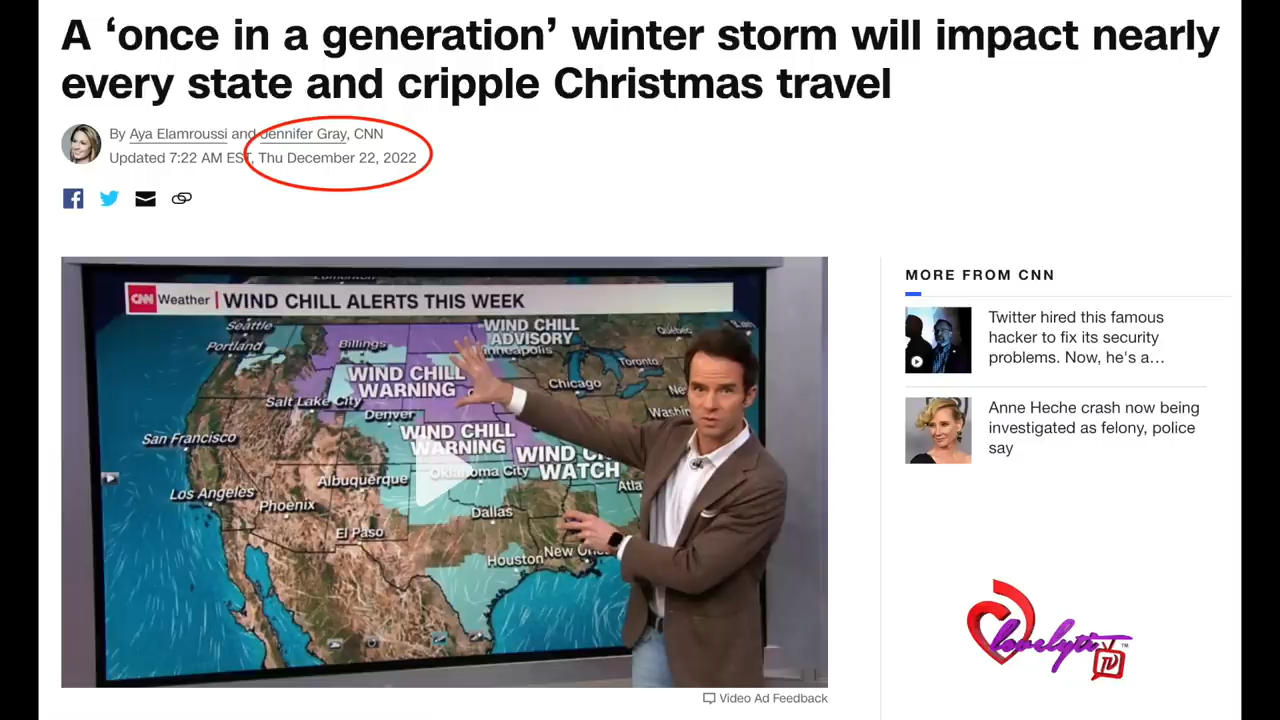 A ‘once in a generation’ winter storm will impact nearly
every state and cripple Christmas travel
By Aya Elamroussi and Jennifer Gray, CNN
Updated 7:22 AM EST, Thu December 22, 2022
CNN Weather | WIND CHILL ALERTS THIS WEEK
Seattle
Portland
Billings
WIND CHILL
ADVISORY
Toronto
WIND CHILL
WARNING
Chicago
Salt Lake City
Denver
San Francisco
WIND CHILL
WARNING
WATCH
Oklahoma City
Albuquerque
Los Angeles
Phoenix
Dallas
El Paso
Houston
Video Ad Feedback
MORE FROM CNN
Twitter hired this famous
hacker to fix its security
problems. Now, he's a...
Anne Heche crash now being
investigated as felony, police
say
lovelyti TV™